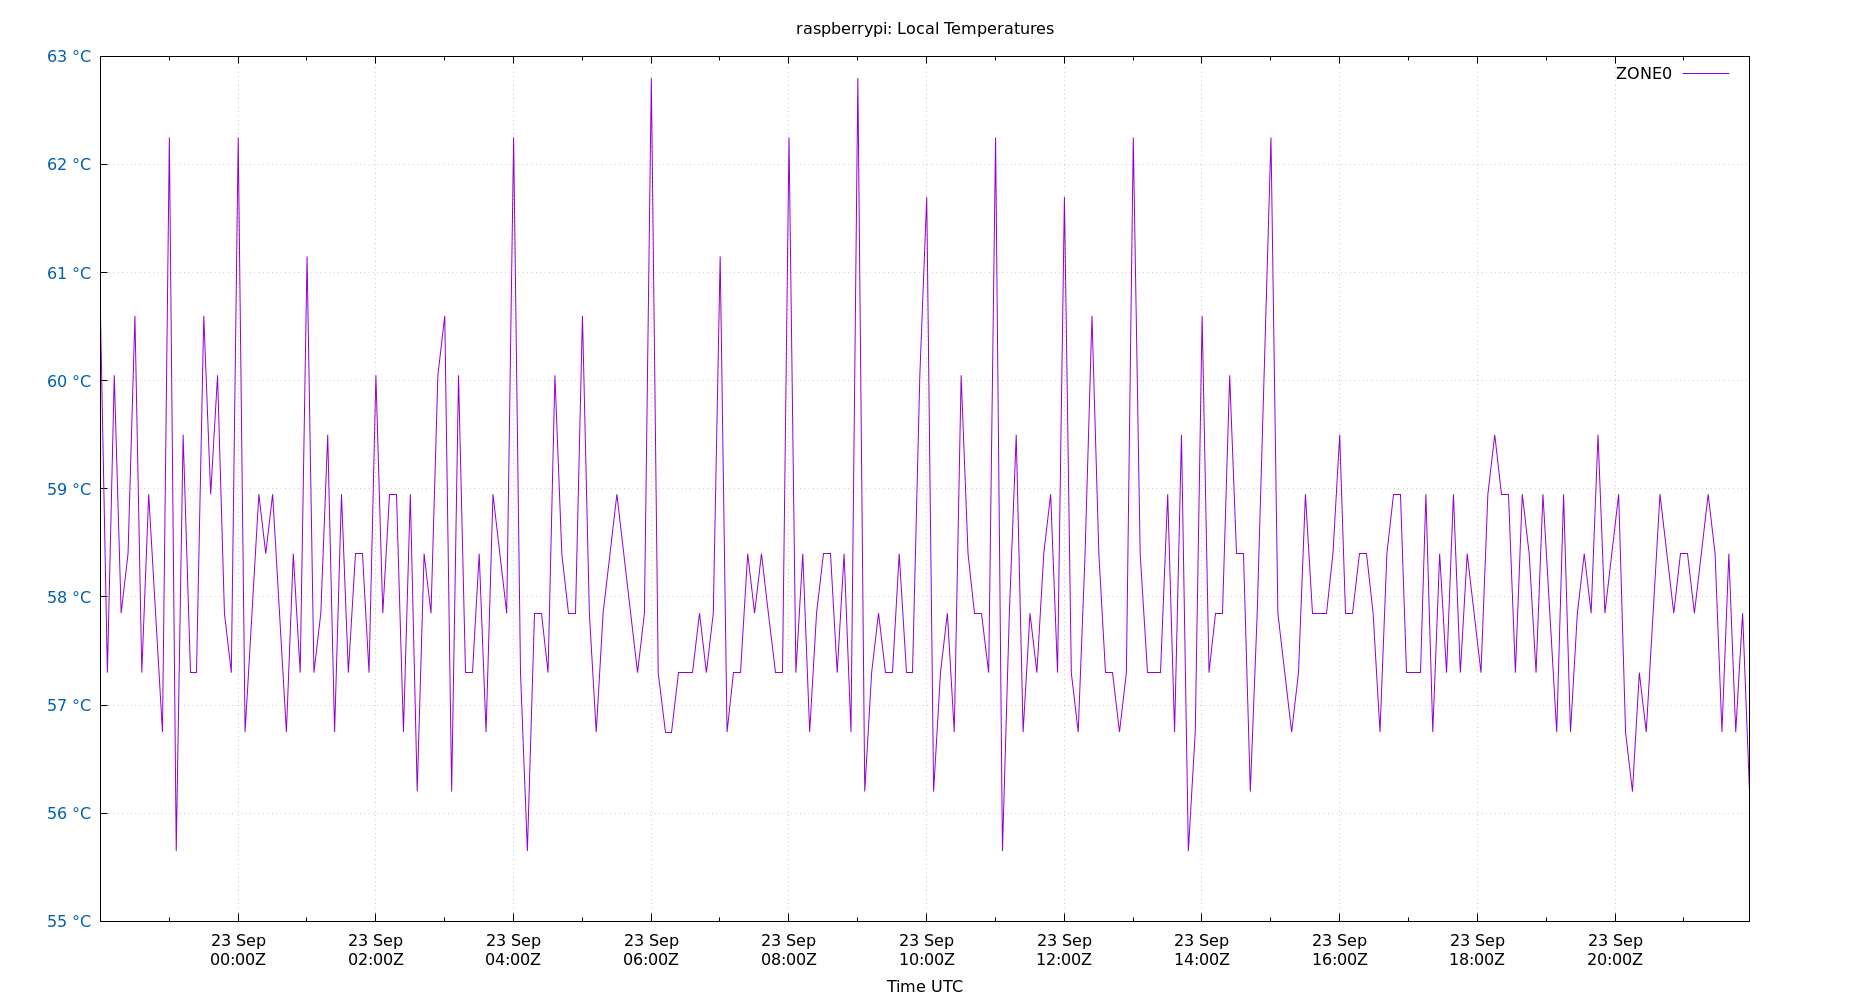 raspberrypi: Local Temperatures
63 °C
ZONE0
62 °C
61 °C
60 °C
59 °C
58 °C
57 °C
56 °C
55 °C
23 Sep 23 Sep 23 Sep 23 Sep 23 Sep 23 Sep 23 Sep 23 Sep 23 Sep 23 Sep 23 Sep
00:00Z 02:00Z 04:00Z 06:00Z 08:00Z 10:00Z 12:00Z 14:00Z 16:00Z 18:00Z 20:00Z
Time UTC